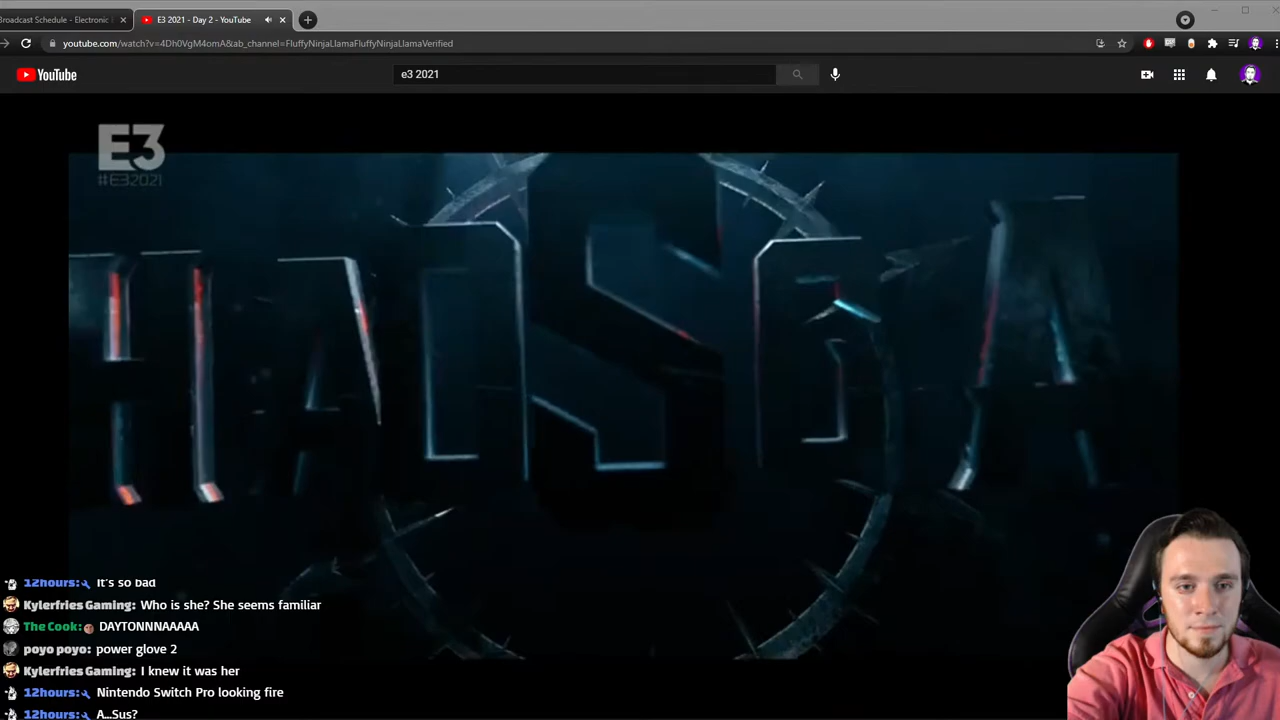 Broadcast Schedule - Electronic
E3 2021 - Day 2 - YouTube
youtube.com/watch?v=4Dh0VgM4omA&ab_channel=FluffyNinjaLlamaFluffyNinjaLlamaVerified
YouTube
e3 2021
E3
#E32021
12hours: It's so bad
Kylerfries Gaming: Who is she? She seems familiar
The Cook: DAYTONNNAAAAA
poyo poyo: power glove 2
Kylerfries Gaming: I knew it was her
12hours: Nintendo Switch Pro looking fire
12hours: A...Sus?